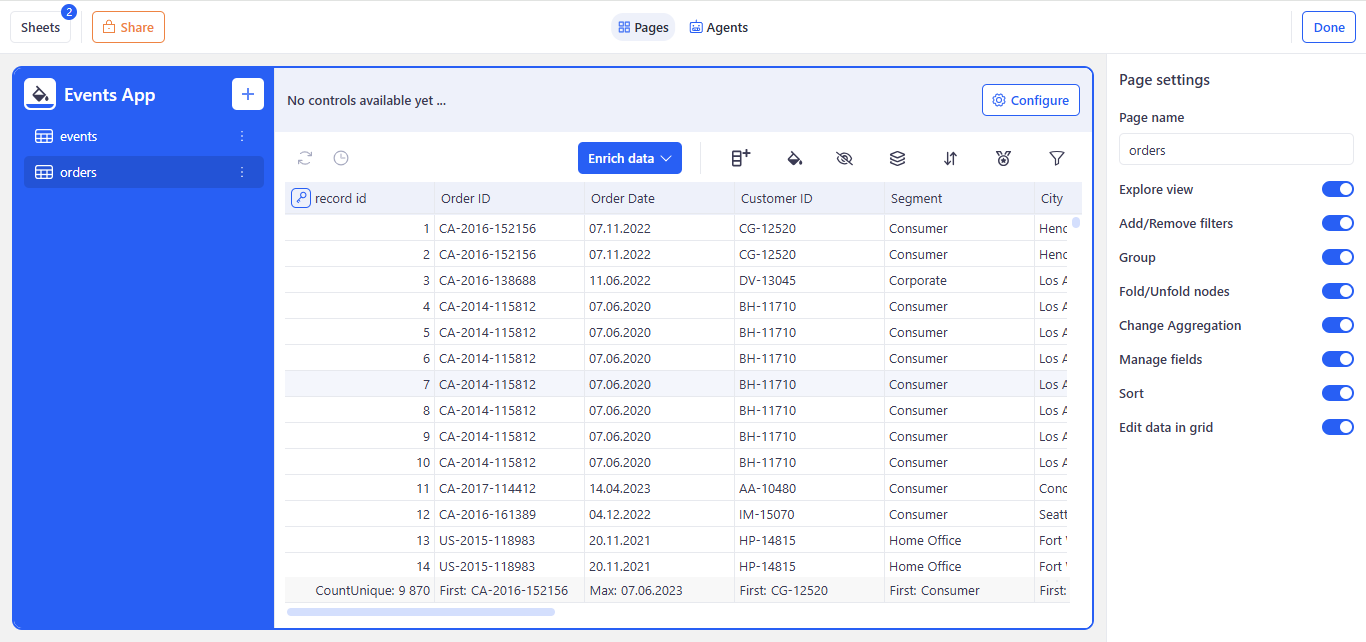 Sheets 2 Share Pages Agents Done
Events App
events
orders
No controls available yet ... Configure
Enrich data
record id Order ID Order Date Customer ID Segment City
1 CA-2016-152156 07.11.2022 CG-12520 Consumer Henc
2 CA-2016-152156 07.11.2022 CG-12520 Consumer Henc
3 CA-2016-138688 11.06.2022 DV-13045 Corporate Los A
4 CA-2014-115812 07.06.2020 BH-11710 Consumer Los A
5 CA-2014-115812 07.06.2020 BH-11710 Consumer Los A
6 CA-2014-115812 07.06.2020 BH-11710 Consumer Los A
7 CA-2014-115812 07.06.2020 BH-11710 Consumer Los A
8 CA-2014-115812 07.06.2020 BH-11710 Consumer Los A
9 CA-2014-115812 07.06.2020 BH-11710 Consumer Los A
10 CA-2014-115812 07.06.2020 BH-11710 Consumer Los A
11 CA-2017-114412 14.04.2023 AA-10480 Consumer Conc
12 CA-2016-161389 04.12.2022 IM-15070 Consumer Seatt
13 US-2015-118983 20.11.2021 HP-14815 Home Office Fort
14 US-2015-118983 20.11.2021 HP-14815 Home Office Fort
CountUnique: 9 870 First: CA-2016-152156 Max: 07.06.2023 First: CG-12520 First: Consumer First:
Page settings
Page name
orders
Explore view
Add/Remove filters
Group
Fold/Unfold nodes
Change Aggregation
Manage fields
Sort
Edit data in grid